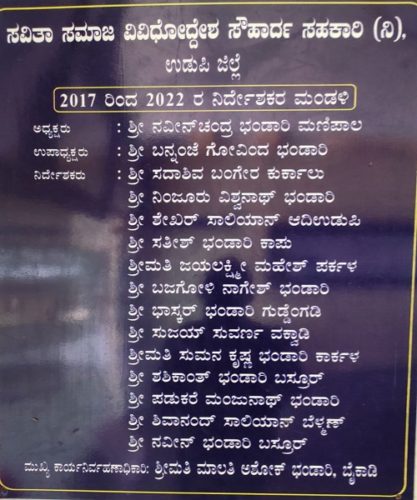 ಸವಿತಾ ಸಮಾಜ ವಿವಿಧೋದ್ದೇಶ ಸೌಹಾರ್ದ ಸಹಕಾರಿ (ನಿ),
ಉಡುಪಿ ಜಿಲ್ಲೆ
2017 ರಿಂದ 2022 ರ ನಿರ್ದೇಶಕರ ಮಂಡಳಿ
ಅಧ್ಯಕ್ಷರು : ಶ್ರೀ ನವೀನ್‌ಚಂದ್ರ ಭಂಡಾರಿ ಮಣಿಪಾಲ
ಉಪಾಧ್ಯಕ್ಷರು : ಶ್ರೀ ಬನ್ನಂಜೆ ಗೋವಿಂದ ಭಂಡಾರಿ
ನಿರ್ದೇಶಕರು : ಶ್ರೀ ಸದಾಶಿವ ಬಂಗೇರ ಕುರ್ಕಾಲು
ಶ್ರೀ ನಿಂಜೂರು ವಿಶ್ವನಾಥ್ ಭಂಡಾರಿ
ಶ್ರೀ ಶೇಖರ್ ಸಾಲಿಯಾನ್ ಆದಿಉಡುಪಿ
ಶ್ರೀ ಸತೀಶ್ ಭಂಡಾರಿ ಕಾಪು
ಶ್ರೀಮತಿ ಜಯಲಕ್ಷ್ಮೀ ಮಹೇಶ್ ಪರ್ಕಳ
ಶ್ರೀ ಬಜಗೋಳಿ ನಾಗೇಶ್ ಭಂಡಾರಿ
ಶ್ರೀ ಭಾಸ್ಕರ್ ಭಂಡಾರಿ ಗುಡ್ಡೆಂಗಡಿ
ಶ್ರೀ ಸುಜಯ್ ಸುವರ್ಣ ವಕ್ವಾಡಿ
ಶ್ರೀಮತಿ ಸುಮನ ಕೃಷ್ಣ ಭಂಡಾರಿ ಕಾರ್ಕಳ
ಶ್ರೀ ಶಶಿಕಾಂತ್ ಭಂಡಾರಿ ಬಸ್ರೂರ್
ಶ್ರೀ ಪಡುಕರೆ ಮಂಜುನಾಥ್ ಭಂಡಾರಿ
ಶ್ರೀ ಶಿವಾನಂದ್ ಸಾಲಿಯಾನ್ ಬೆಳ್ಮಣ್
ಶ್ರೀ ನವೀನ್ ಭಂಡಾರಿ ಬಸ್ರೂರ್
ಮುಖ್ಯ ಕಾರ್ಯನಿರ್ವಹಣಾಧಿಕಾರಿ: ಶ್ರೀಮತಿ ಮಾಲತಿ ಅಶೋಕ್ ಭಂಡಾರಿ, ಬೈಕಾಡಿ